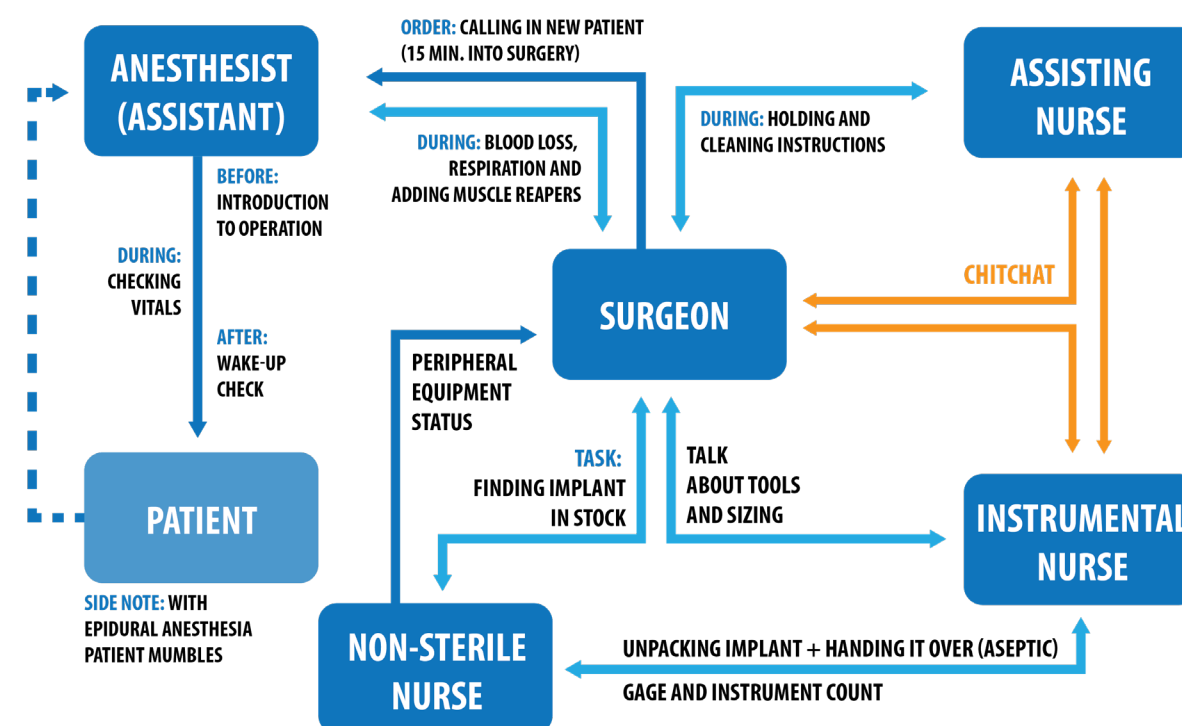 ANESTHESIST
(ASSISTANT)
ORDER: CALLING IN NEW PATIENT
(15 MIN. INTO SURGERY)
ASSISTING
NURSE
DURING: BLOOD LOSS,
RESPIRATION AND
ADDING MUSCLE REAPERS
DURING: HOLDING AND
CLEANING INSTRUCTIONS
BEFORE:
INTRODUCTION
TO OPERATION
DURING:
CHECKING
VITALS
AFTER:
WAKE-UP
CHECK
SURGEON
CHITCHAT
PERIPHERAL
EQUIPMENT
STATUS
TASK:
FINDING IMPLANT
IN STOCK
TALK
ABOUT TOOLS
AND SIZING
PATIENT
INSTRUMENTAL
NURSE
SIDE NOTE: WITH
EPIDURAL ANESTHESIA
PATIENT MUMBLES
NON-STERILE
NURSE
UNPACKING IMPLANT + HANDING IT OVER (ASEPTIC)
GAGE AND INSTRUMENT COUNT